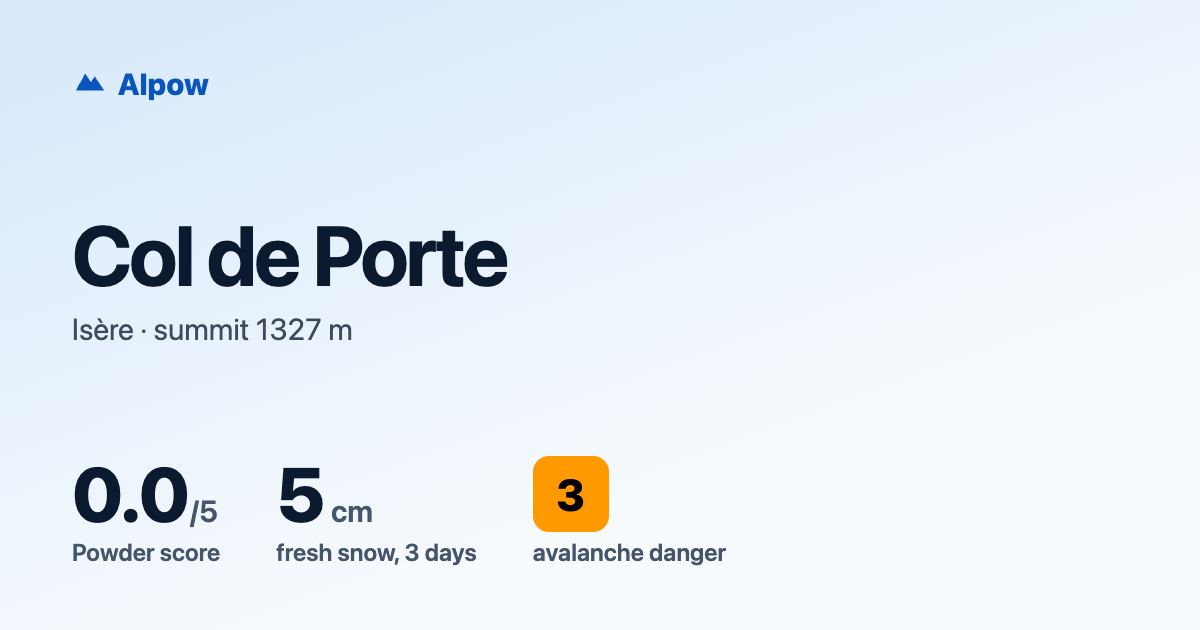 Alpow
Col de Porte
Isère · summit 1327 m
0.0/5
Powder score
5 cm
fresh snow, 3 days
3
avalanche danger